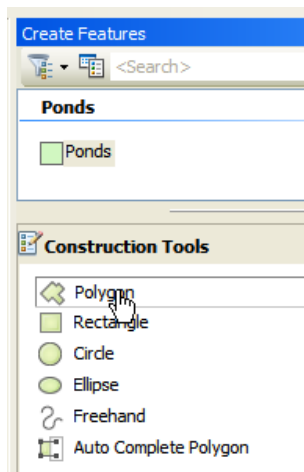 Create Features
<Search>
Ponds
Ponds
Construction Tools
Polygon
Rectangle
Circle
Ellipse
Freehand
Auto Complete Polygon